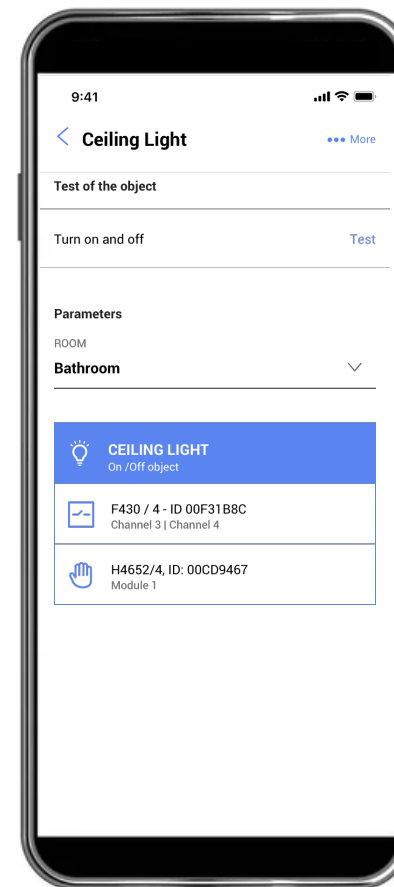 9:41
Ceiling Light
••• More
Test of the object
Turn on and off Test
Parameters
ROOM
Bathroom
CEILING LIGHT
On /Off object
F430 / 4 - ID 00F31B8C
Channel 3 | Channel 4
H4652/4, ID: 00CD9467
Module 1